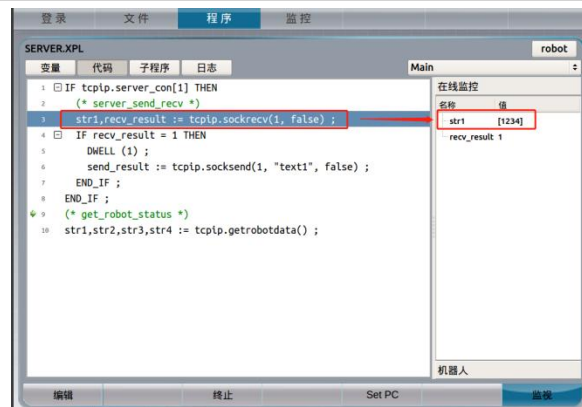 登录 文件 程序 监控
SERVER.XPL robot
变量 代码 子程序 日志 Main
1 IF tcpip.server_con[1] THEN
2 (* server_send_recv *)
3 str1,recv_result := tcpip.sockrecv(1, false) ;
4 IF recv_result = 1 THEN
5 DWELL (1) ;
6 send_result := tcpip.socksend(1, "text1", false) ;
7 END_IF ;
8 END_IF ;
9 (* get_robot_status *)
10 str1,str2,str3,str4 := tcpip.getrobotdata() ;
在线监控
名称 值
str1 [1234]
recv_result 1
机器人
编辑 终止 Set PC 监视